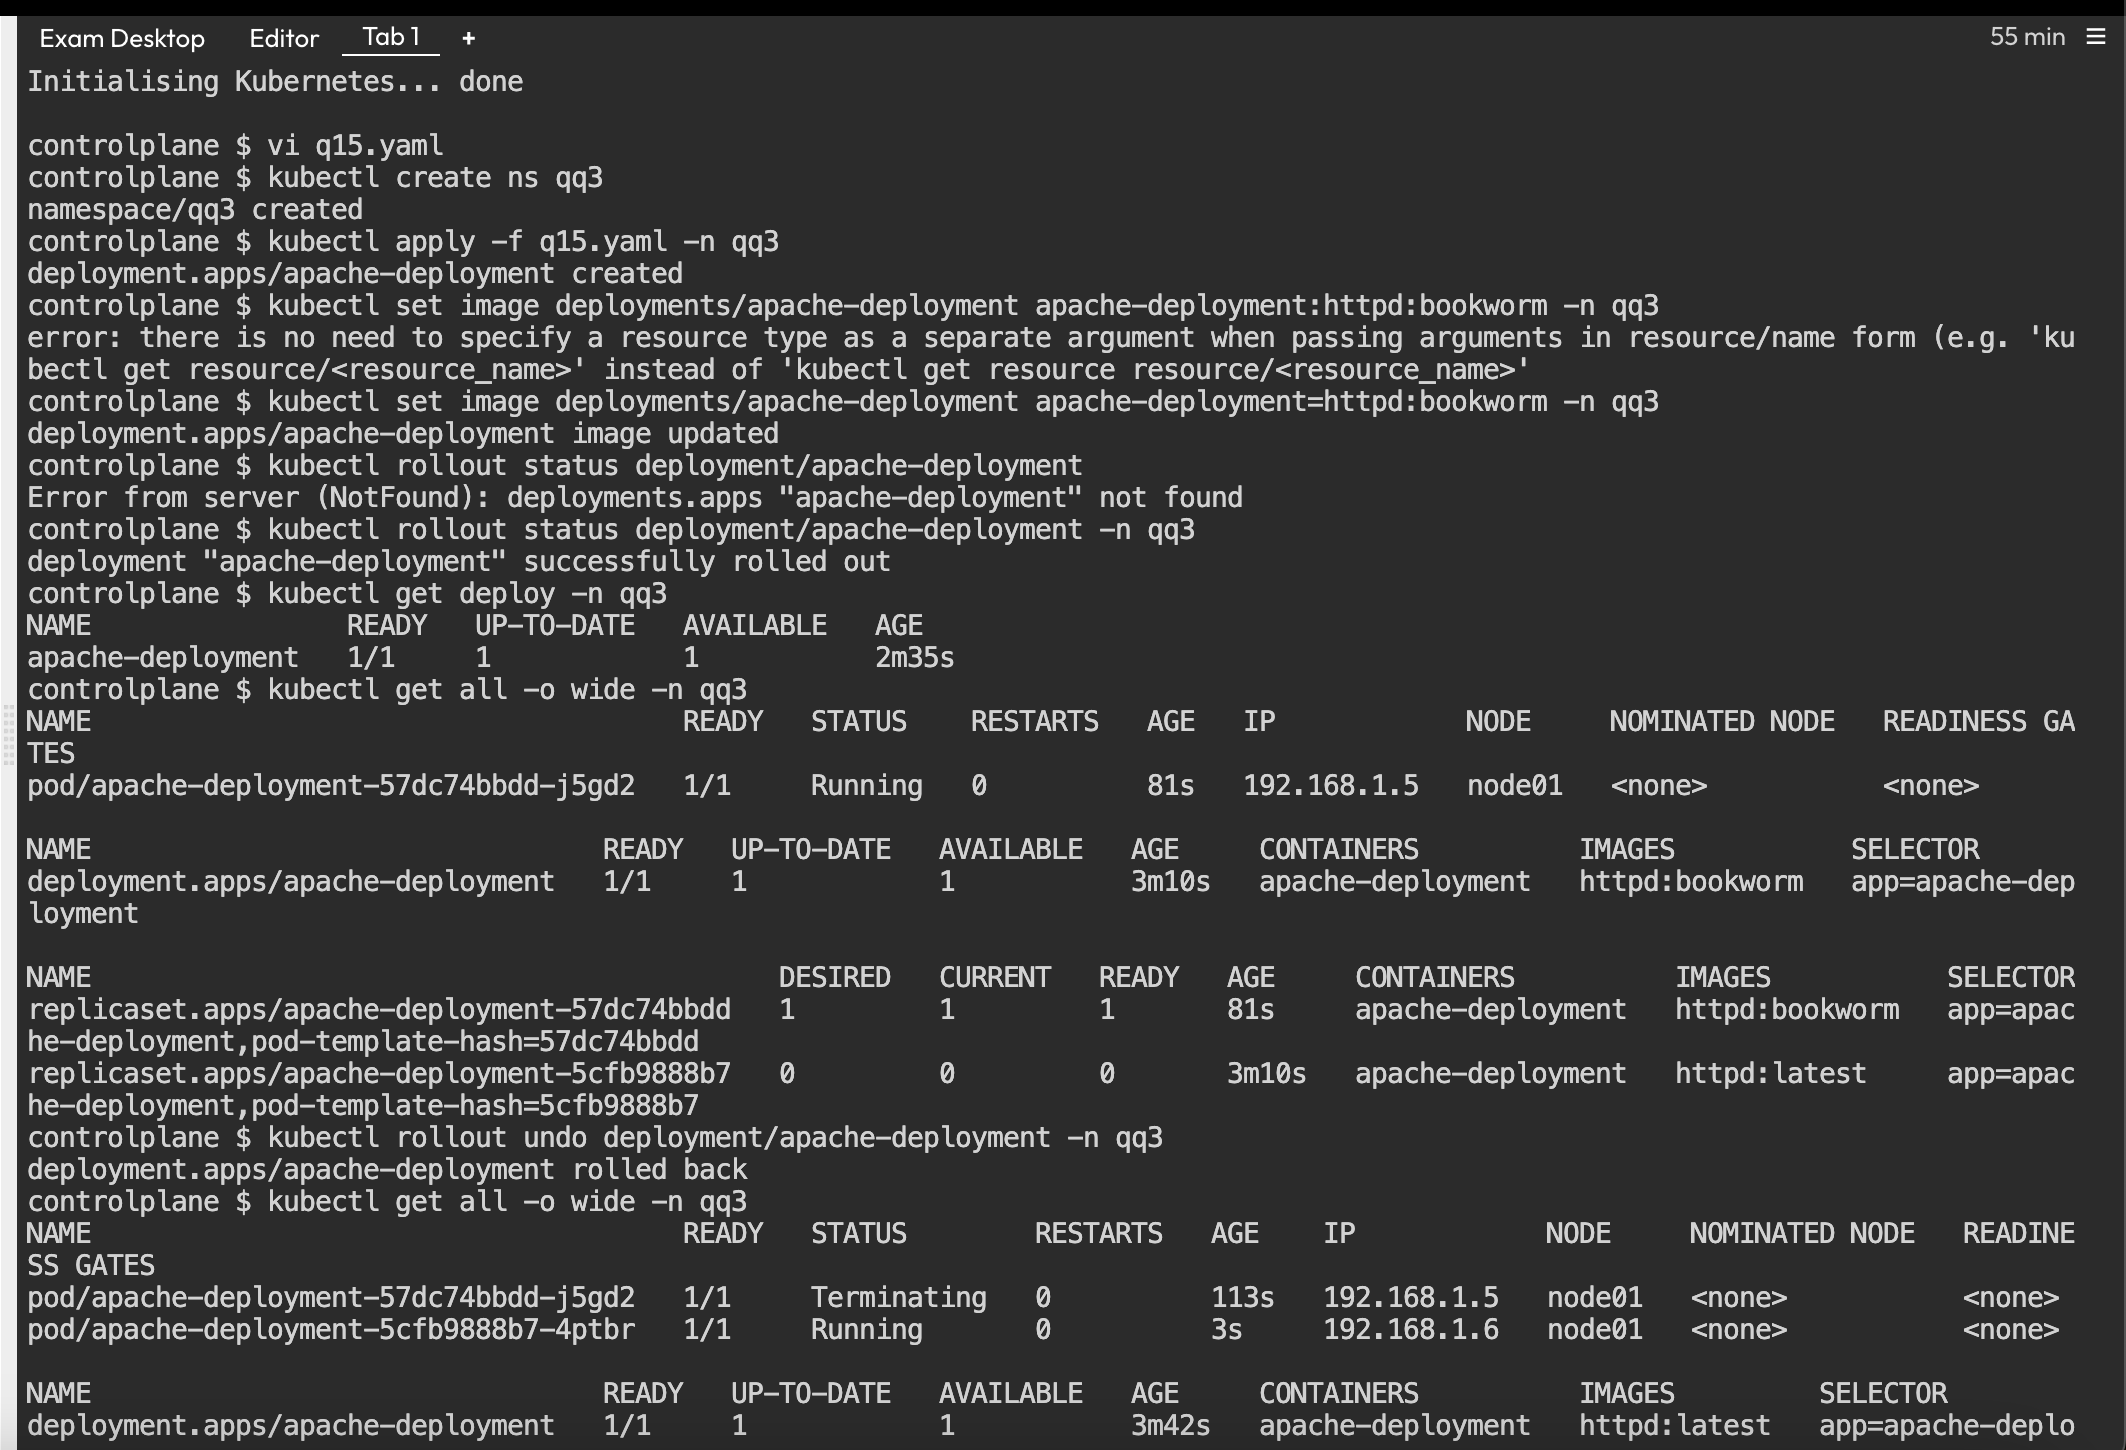 Exam Desktop Editor Tab 1 + 55 min
Initialising Kubernetes... done
controlplane $ vi q15.yaml
controlplane $ kubectl create ns qq3
namespace/qq3 created
controlplane $ kubectl apply -f q15.yaml -n qq3
deployment.apps/apache-deployment created
controlplane $ kubectl set image deployments/apache-deployment apache-deployment:httpd:bookworm -n qq3
error: there is no need to specify a resource type as a separate argument when passing arguments in resource/name form (e.g. 'ku
bectl get resource/<resource_name>' instead of 'kubectl get resource resource/<resource_name>'
controlplane $ kubectl set image deployments/apache-deployment apache-deployment=httpd:bookworm -n qq3
deployment.apps/apache-deployment image updated
controlplane $ kubectl rollout status deployment/apache-deployment
Error from server (NotFound): deployments.apps "apache-deployment" not found
controlplane $ kubectl rollout status deployment/apache-deployment -n qq3
deployment "apache-deployment" successfully rolled out
controlplane $ kubectl get deploy -n qq3
NAME READY UP-TO-DATE AVAILABLE AGE
apache-deployment 1/1 1 1 2m35s
controlplane $ kubectl get all -o wide -n qq3
NAME READY STATUS RESTARTS AGE IP NODE NOMINATED NODE READINESS GA
TES
pod/apache-deployment-57dc74bbdd-j5gd2 1/1 Running 0 81s 192.168.1.5 node01 <none> <none>
NAME READY UP-TO-DATE AVAILABLE AGE CONTAINERS IMAGES SELECTOR
deployment.apps/apache-deployment 1/1 1 1 3m10s apache-deployment httpd:bookworm app=apache-dep
loyment
NAME DESIRED CURRENT READY AGE CONTAINERS IMAGES SELECTOR
replicaset.apps/apache-deployment-57dc74bbdd 1 1 1 81s apache-deployment httpd:bookworm app=apac
he-deployment,pod-template-hash=57dc74bbdd
replicaset.apps/apache-deployment-5cfb9888b7 0 0 0 3m10s apache-deployment httpd:latest app=apac
he-deployment,pod-template-hash=5cfb9888b7
controlplane $ kubectl rollout undo deployment/apache-deployment -n qq3
deployment.apps/apache-deployment rolled back
controlplane $ kubectl get all -o wide -n qq3
NAME READY STATUS RESTARTS AGE IP NODE NOMINATED NODE READINE
SS GATES
pod/apache-deployment-57dc74bbdd-j5gd2 1/1 Terminating 0 113s 192.168.1.5 node01 <none> <none>
pod/apache-deployment-5cfb9888b7-4ptbr 1/1 Running 0 3s 192.168.1.6 node01 <none> <none>
NAME READY UP-TO-DATE AVAILABLE AGE CONTAINERS IMAGES SELECTOR
deployment.apps/apache-deployment 1/1 1 1 3m42s apache-deployment httpd:latest app=apache-deplo